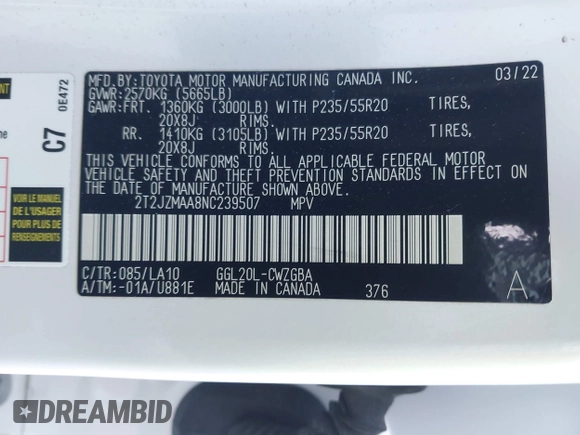 MFD.BY:TOYOTA MOTOR MANUFACTURING CANADA INC. 03/22
GVWR:2570KG (5665LB)
GAWR:FRT. 1360KG (3000LB) WITH P235/55R20 TIRES,
20X8J RIMS.
RR. 1410KG (3105LB) WITH P235/55R20 TIRES,
20X8J RIMS.
THIS VEHICLE CONFORMS TO ALL APPLICABLE FEDERAL MOTOR
VEHICLE SAFETY AND THEFT PREVENTION STANDARDS IN EFFECT
ON THE DATE OF MANUFACTURE SHOWN ABOVE.
2T2JZMAA8NC239507 MPV
C/TR:085/LA10 GGL20L-CWZGBA
A/TM:-01A/U881E MADE IN CANADA 376 A
C7
0E472
VOIR LE MANUEL
DE L'USAGER
POUR PLUS DE
RENSEIGNEMENTS
DREAMBID